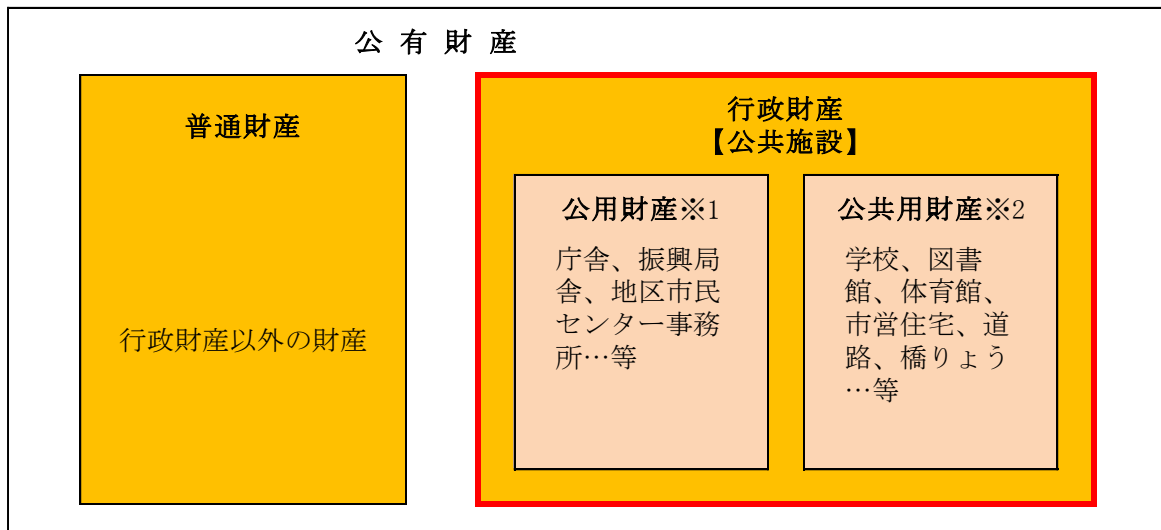 公有財産
普通財産
行政財産以外の財産
行政財産
【公共施設】
公用財産※1
庁舎、振興局
舎、地区市民
センター事務
所…等
公共用財産※2
学校、図書
館、体育館、
市営住宅、道
路、橋りょう
…等